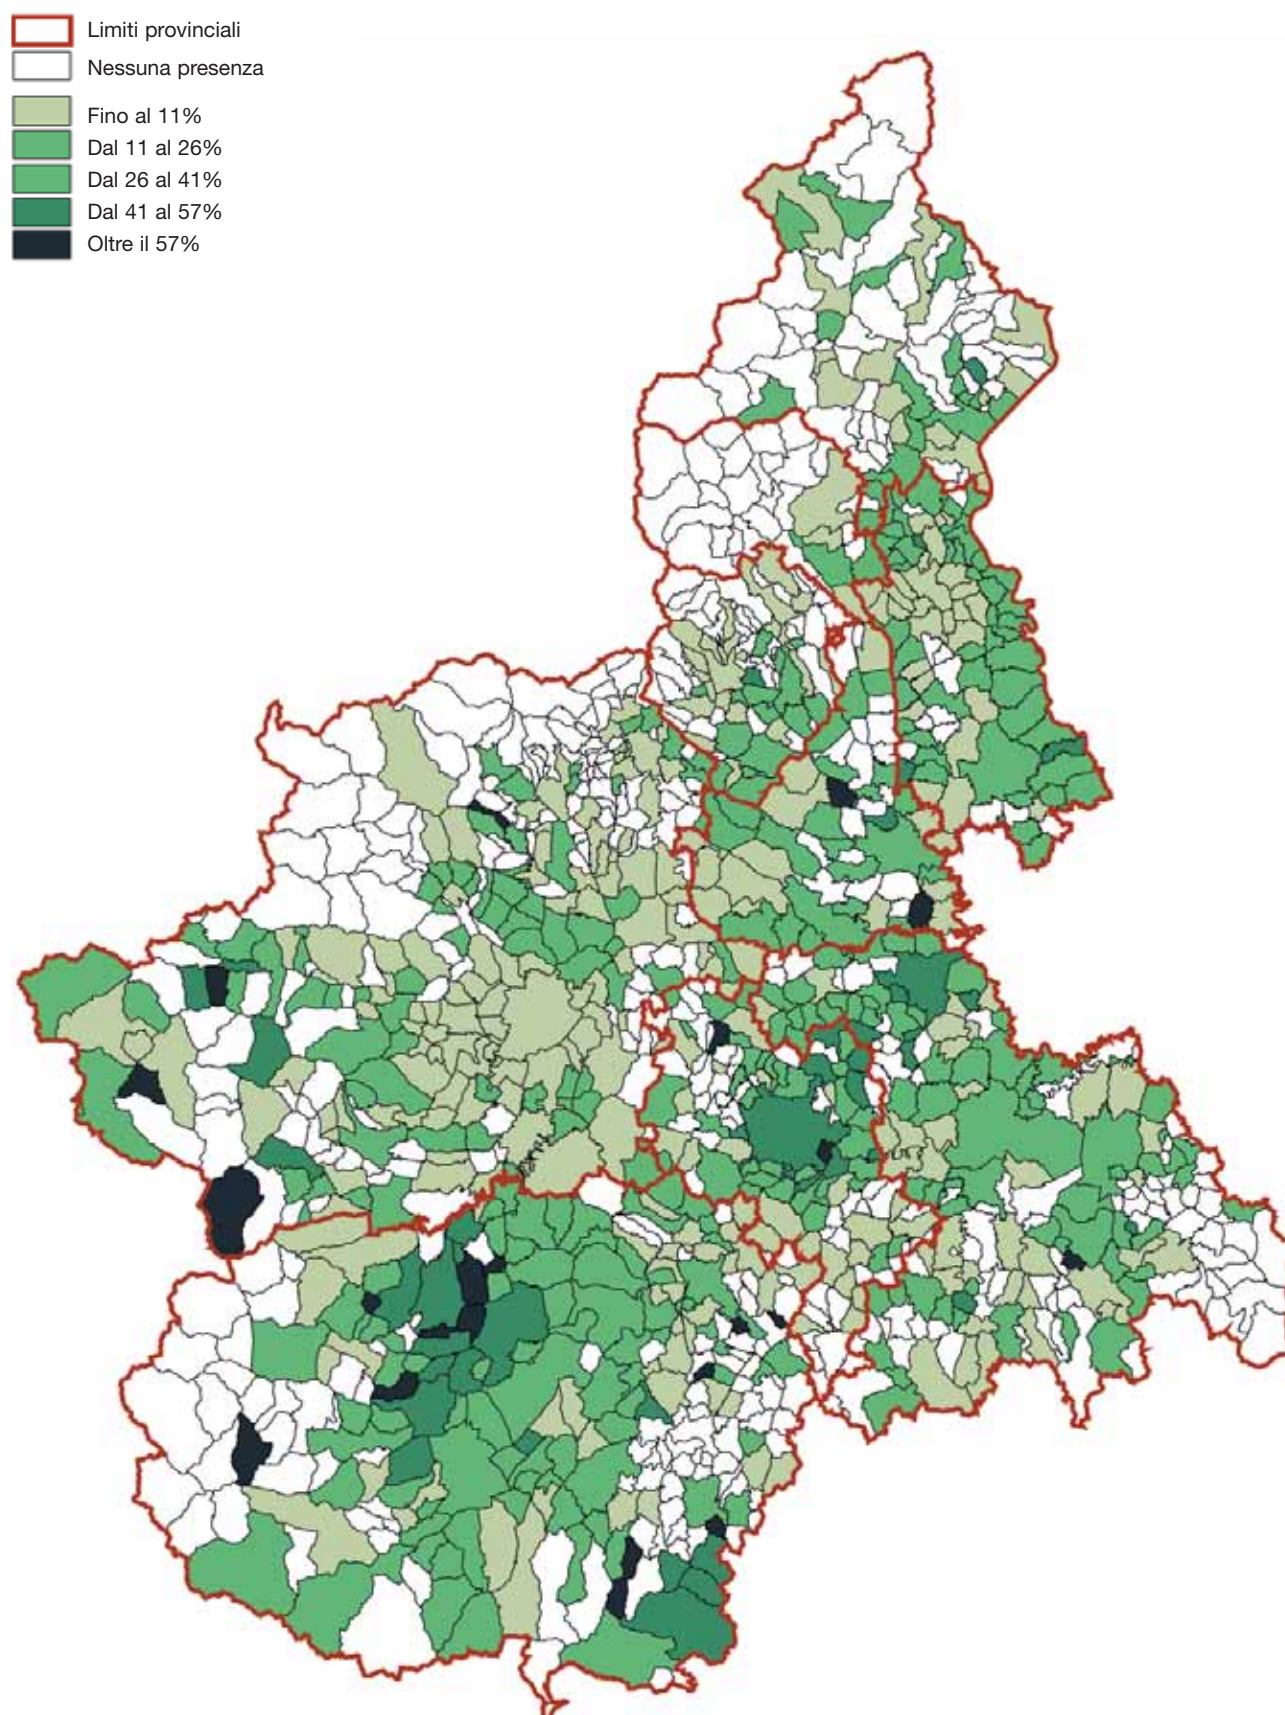 Limiti provinciali
Nessuna presenza
Fino al 11%
Dal 11 al 26%
Dal 26 al 41%
Dal 41 al 57%
Oltre il 57%